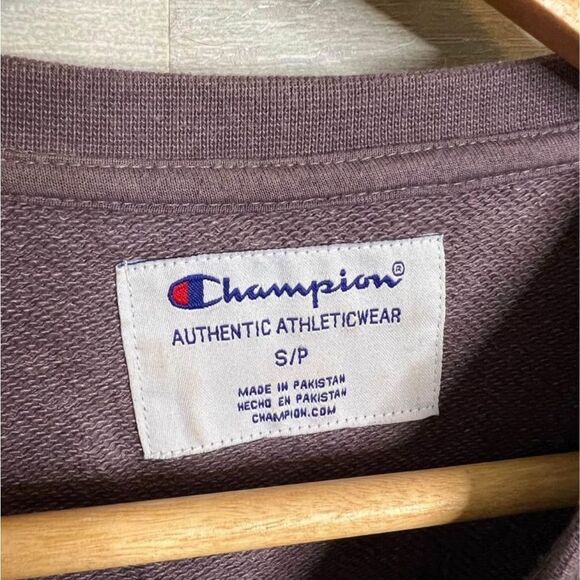 Champion®
AUTHENTIC ATHLETICWEAR
S/P
MADE IN PAKISTAN
HECHO EN PAKISTAN
CHAMPION.COM